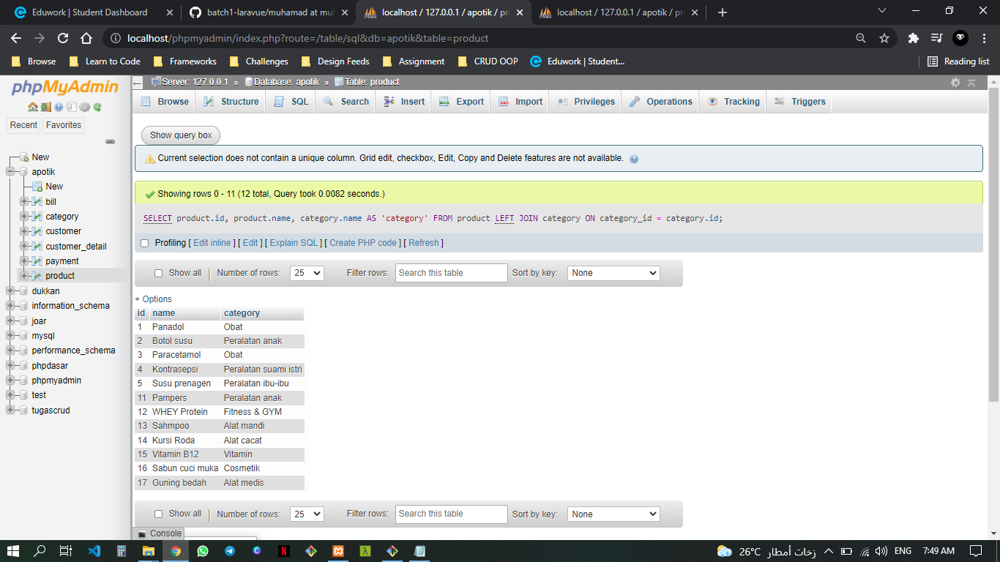 Eduwork | Student Dashboard
batch1-laravue/muhamad at mul
localhost / 127.0.0.1 / apotik / pro
localhost / 127.0.0.1 / apotik / pro
localhost/phpmyadmin/index.php?route=/table/sql&db=apotik&table=product
Browse
Learn to Code
Frameworks
Challenges
Design Feeds
Assignment
CRUD OOP
Eduwork | Student...
Reading list
phpMyAdmin
Recent
Favorites
New
apotik
New
bill
category
customer
customer_detail
payment
product
dukkan
information_schema
joar
mysql
performance_schema
phpdasar
phpmyadmin
test
tugascrud
Server: 127.0.0.1 » Database: apotik » Table: product
Browse
Structure
SQL
Search
Insert
Export
Import
Privileges
Operations
Tracking
Triggers
Show query box
Current selection does not contain a unique column. Grid edit, checkbox, Edit, Copy and Delete features are not available.
Showing rows 0 - 11 (12 total, Query took 0.0082 seconds.)
SELECT product.id, product.name, category.name AS 'category' FROM product LEFT JOIN category ON category_id = category.id;
Profiling [ Edit inline ] [ Edit ] [ Explain SQL ] [ Create PHP code ] [ Refresh ]
Show all | Number of rows: 25 Filter rows: Search this table Sort by key: None
+ Options
id name category
1 Panadol Obat
2 Botol susu Peralatan anak
3 Paracetamol Obat
4 Kontrasepsi Peralatan suami istri
5 Susu prenagen Peralatan ibu-ibu
11 Pampers Peralatan anak
12 WHEY Protein Fitness & GYM
13 Sahmpoo Alat mandi
14 Kursi Roda Alat cacat
15 Vitamin B12 Vitamin
16 Sabun cuci muka Cosmetik
17 Guning bedah Alat medis
Show all | Number of rows: 25 Filter rows: Search this table Sort by key: None
Console
26°C زخات أمطار
ENG
7:49 AM